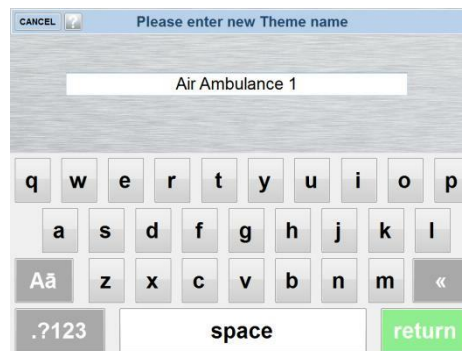 CANCEL ? Please enter new Theme name
Air Ambulance 1
q w e r t y u i o p
a s d f g h j k l
Aā z x c v b n m «
.?123 space return